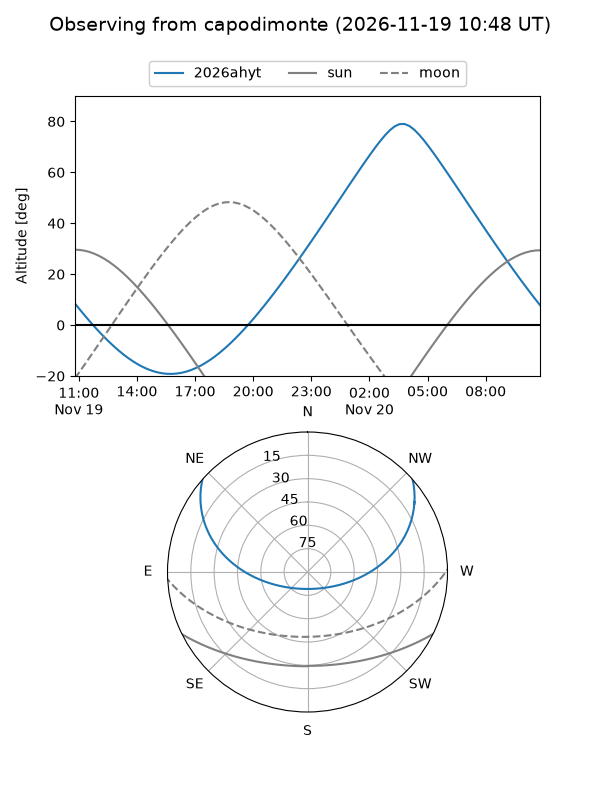 Observing from capodimonte (2026-11-19 10:48 UT)
2026ahyt sun moon
Altitude [deg]
80
60
40
20
0
−20
11:00 14:00 17:00 20:00 23:00 02:00 05:00 08:00
Nov 19 Nov 20
N
NE NW
15
30
45
60
75
E W
SE SW
S